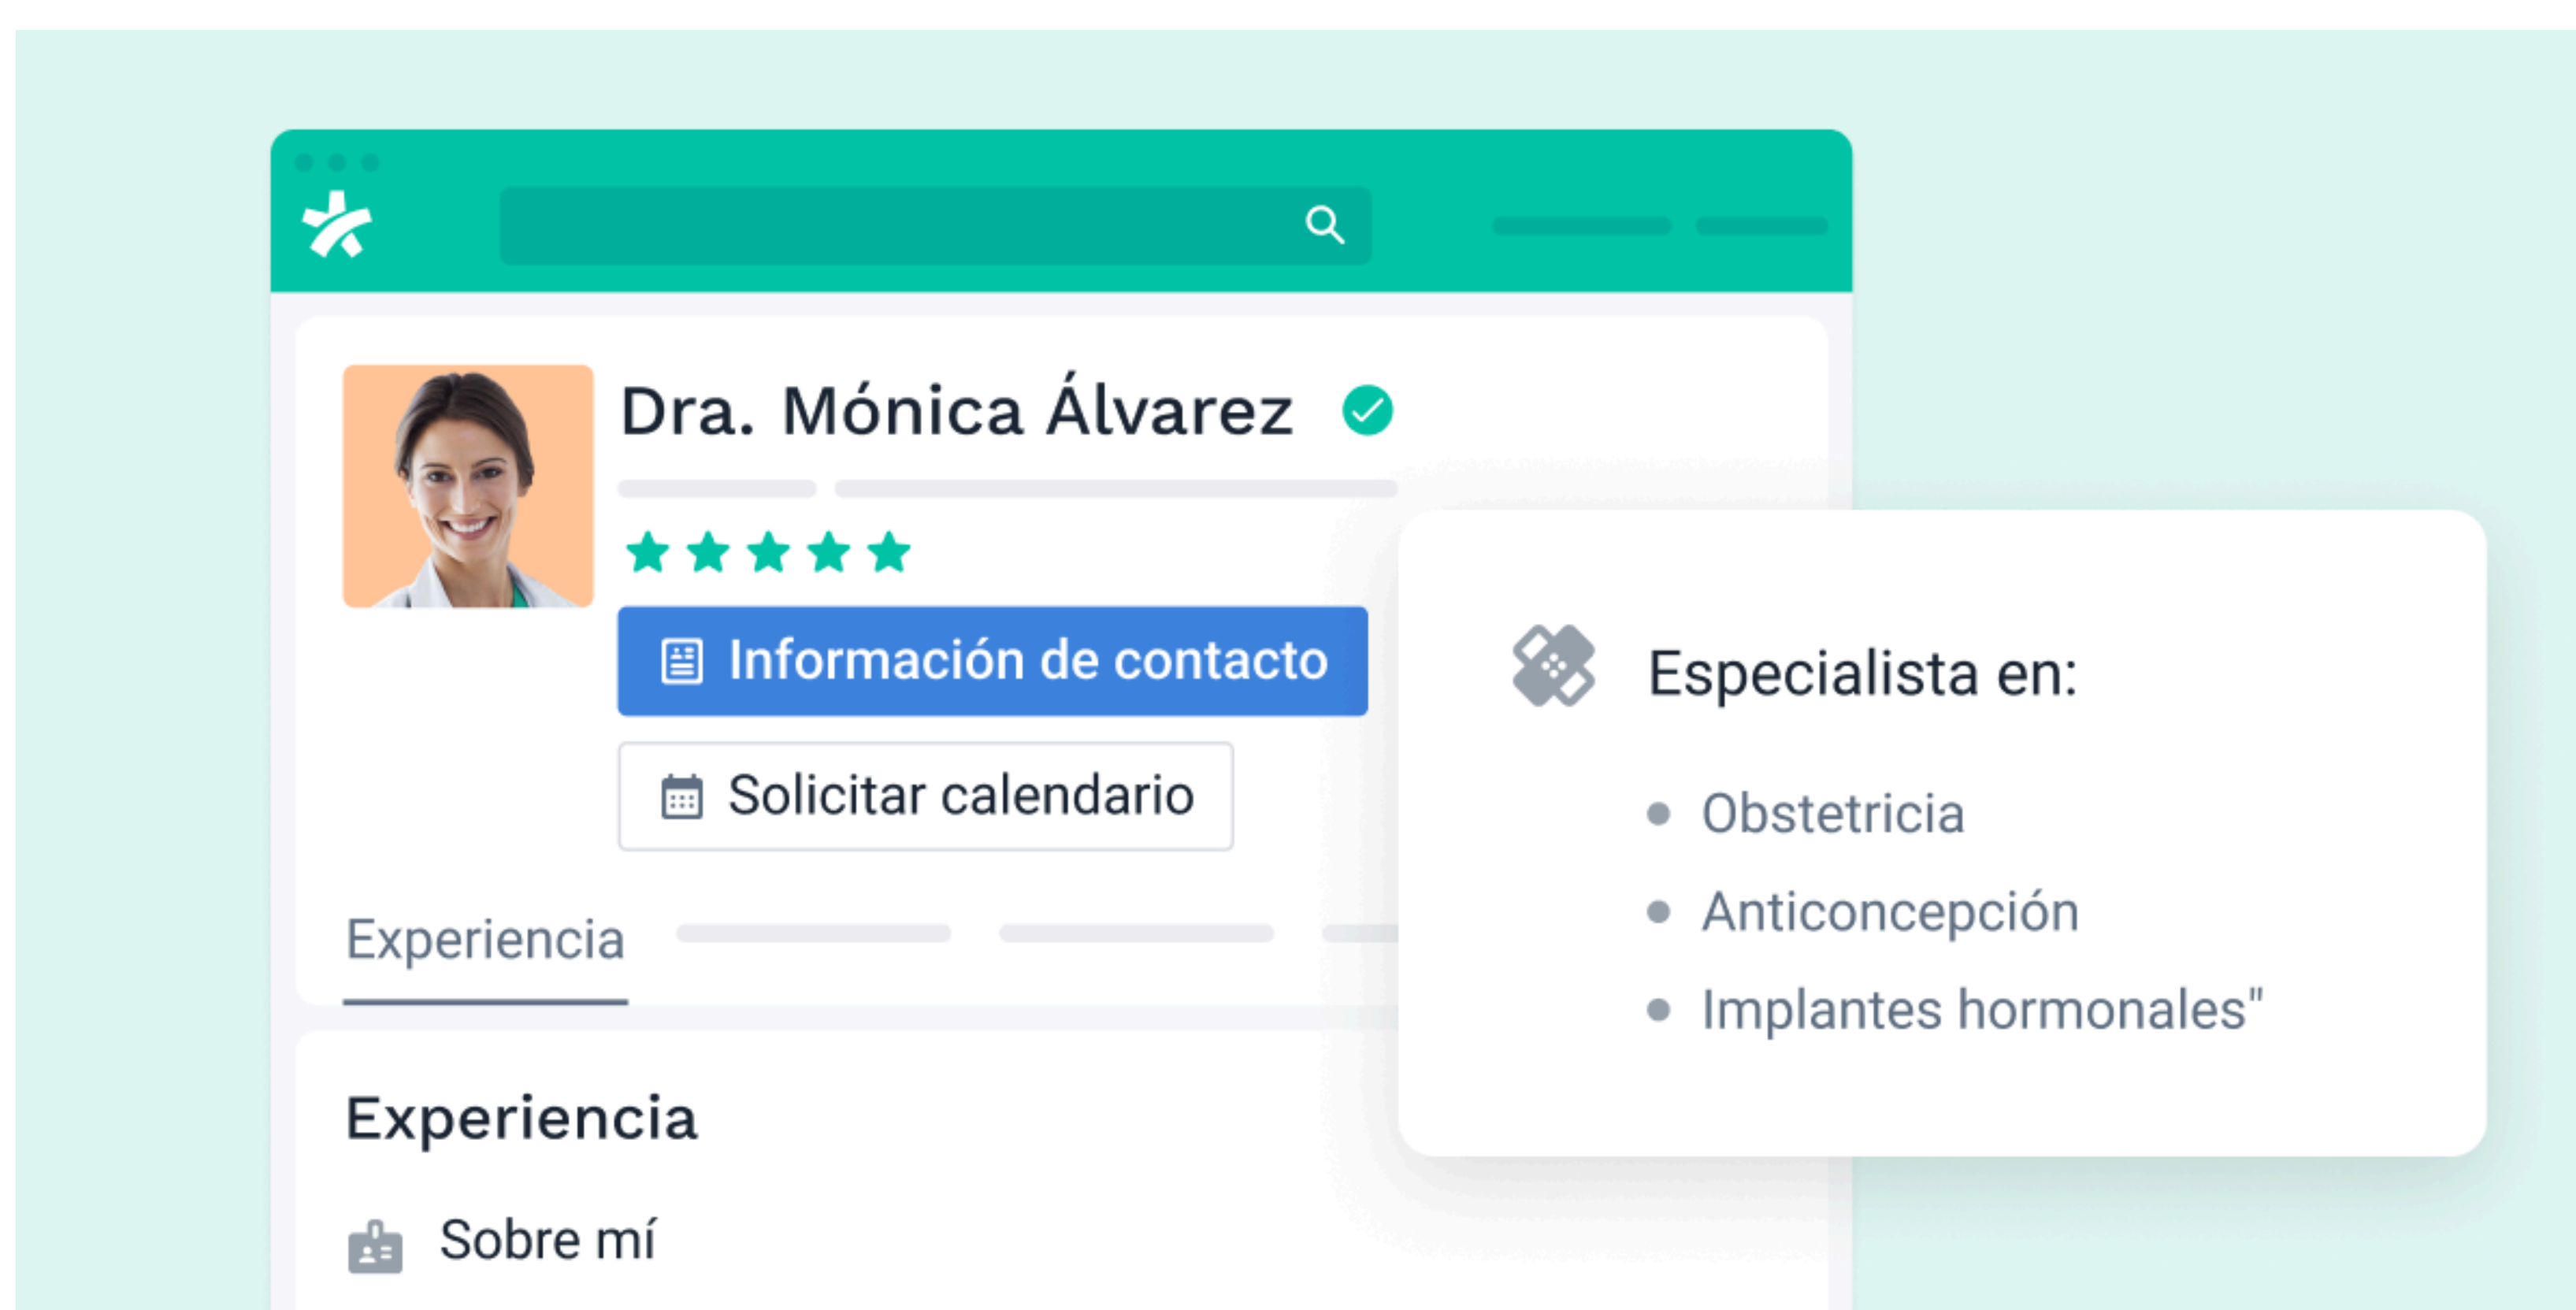 Dra. Mónica Álvarez
Información de contacto
Solicitar calendario
Experiencia
Experiencia
Sobre mí
Especialista en:
Obstetricia
Anticoncepción
Implantes hormonales"